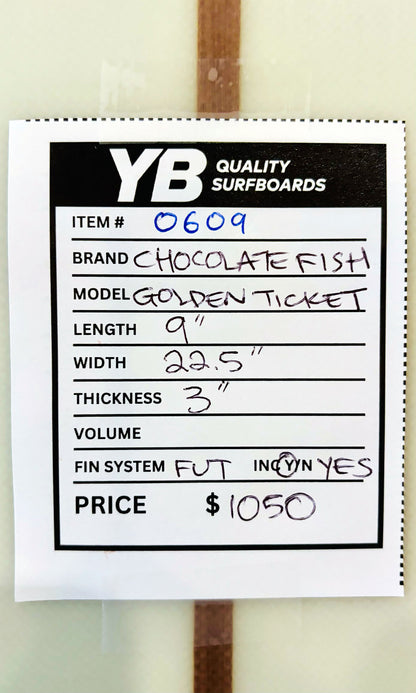 YB QUALITY SURFBOARDS
ITEM # 0609
BRAND CHOCOLATE FISH
MODEL GOLDEN TICKET
LENGTH 9"
WIDTH 22.5"
THICKNESS 3"
VOLUME
FIN SYSTEM FUT INC Y/N YES
PRICE $ 1050